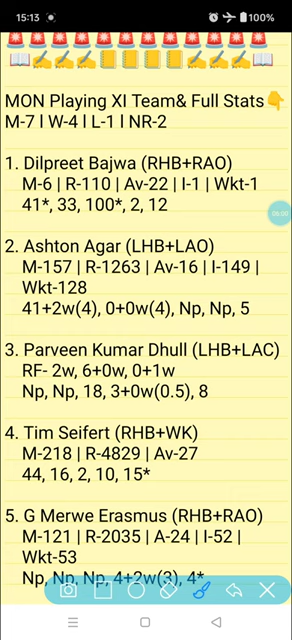 15:13
100%
MON Playing XI Team& Full Stats👇
M-7 l W-4 l L-1 l NR-2
1. Dilpreet Bajwa (RHB+RAO)
M-6 | R-110 | Av-22 | I-1 | Wkt-1
41*, 33, 100*, 2, 12
05:00
2. Ashton Agar (LHB+LAO)
M-157 | R-1263 | Av-16 | I-149 |
Wkt-128
41+2w(4), 0+0w(4), Np, Np, 5
3. Parveen Kumar Dhull (LHB+LAC)
RF- 2w, 6+0w, 0+1w
Np, Np, 18, 3+0w(0.5), 8
4. Tim Seifert (RHB+WK)
M-218 | R-4829 | Av-27
44, 16, 2, 10, 15*
5. G Merwe Erasmus (RHB+RAO)
M-121 | R-2035 | A-24 | I-52 |
Wkt-53
Np, Np, Np, 4+2w(3), 4*